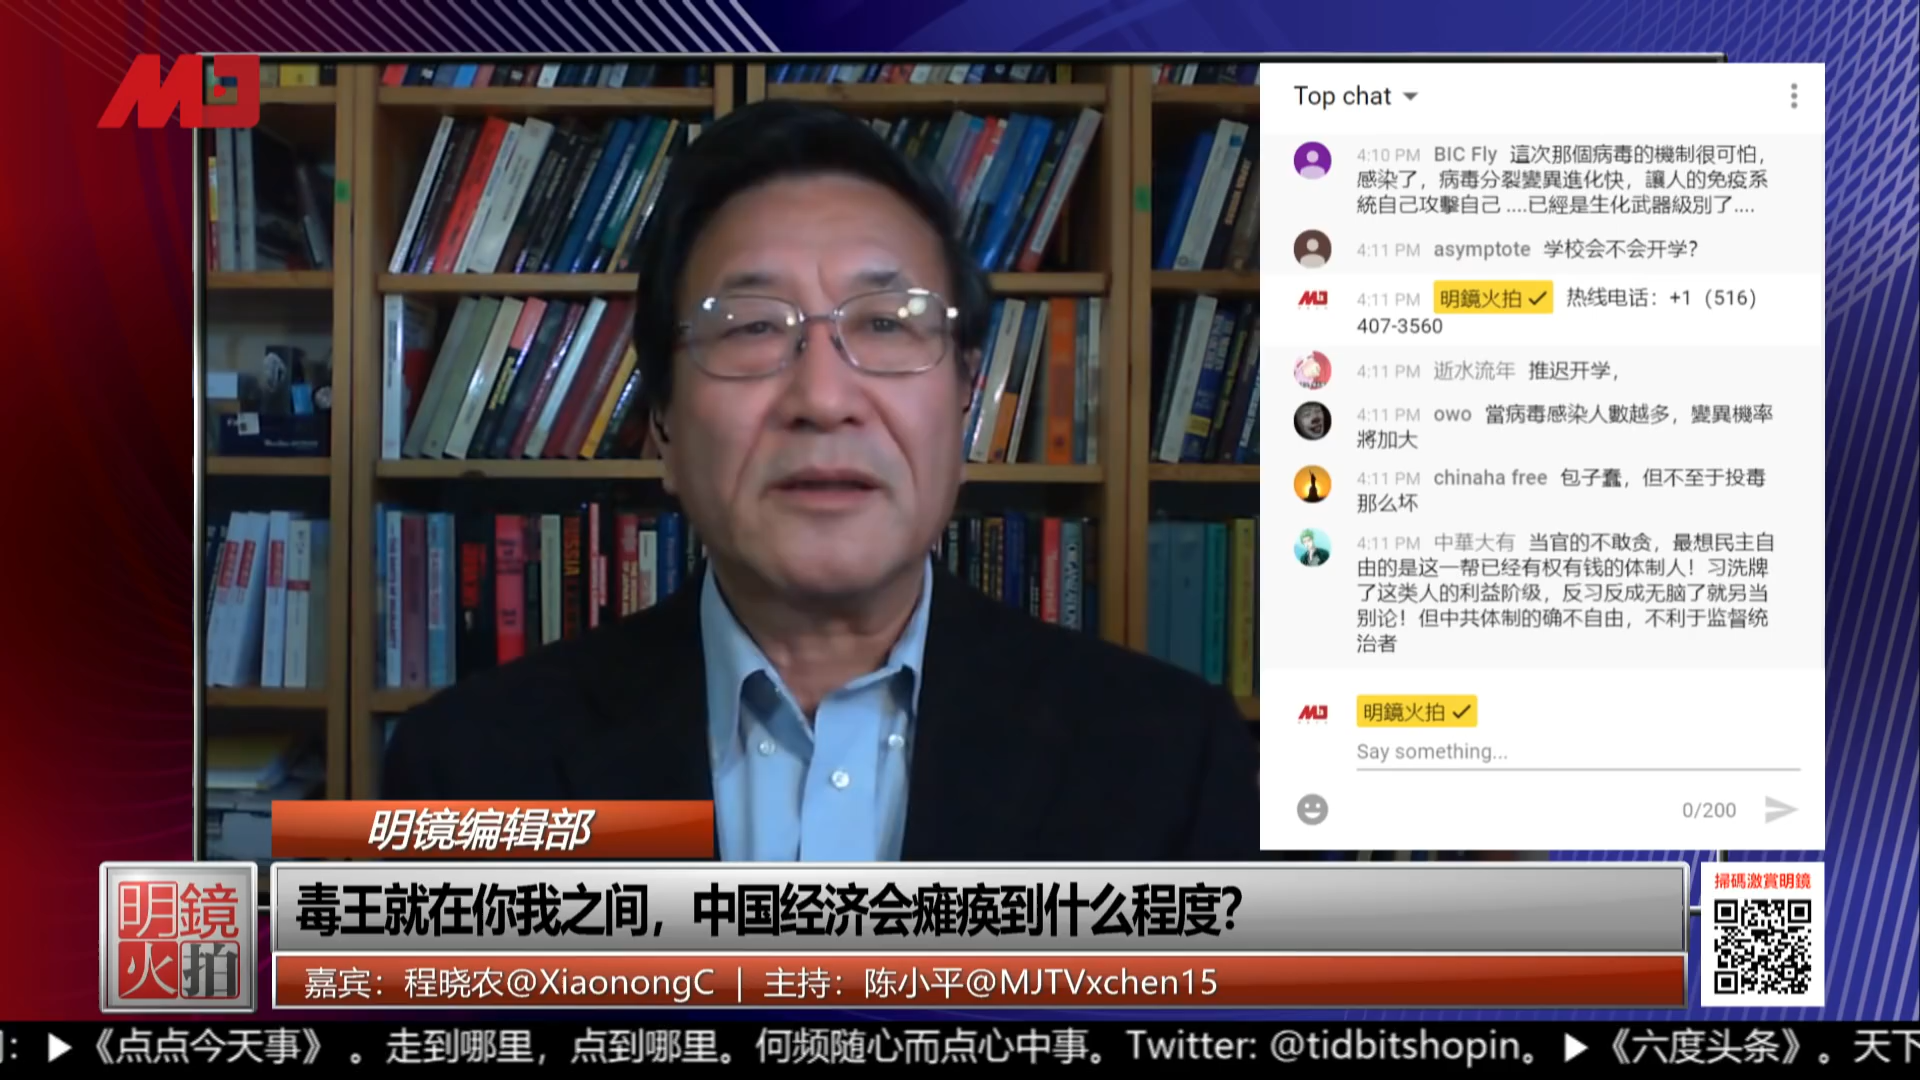 MJ
Top chat
4:10 PM BIC Fly 這次那個病毒的機制很可怕，
感染了，病毒分裂變異進化快，讓人的免疫系
統自己攻擊自己 ....已經是生化武器級別了....
4:11 PM asymptote 学校会不会开学?
4:11 PM 明鏡火拍 热线电话：+1（516）
407-3560
4:11 PM 逝水流年 推迟开学，
4:11 PM owo 當病毒感染人數越多，變異機率
將加大
4:11 PM chinaha free 包子蠢，但不至于投毒
那么坏
4:11 PM 中華大有 当官的不敢贪，最想民主自
由的是这一帮已经有权有钱的体制人！习洗牌
了这类人的利益阶级，反习反成无脑了就另当
别论！但中共体制的确不自由，不利于监督统
治者
明鏡火拍
Say something...
0/200
明镜编辑部
明鏡
火拍
毒王就在你我之间，中国经济会瘫痪到什么程度？
嘉宾：程晓农@XiaonongC | 主持：陈小平@MJTVxchen15
掃碼激賞明鏡
：▶《点点今天事》。走到哪里，点到哪里。何频随心而点心中事。Twitter: @tidbitshopin。▶《六度头条》。天下